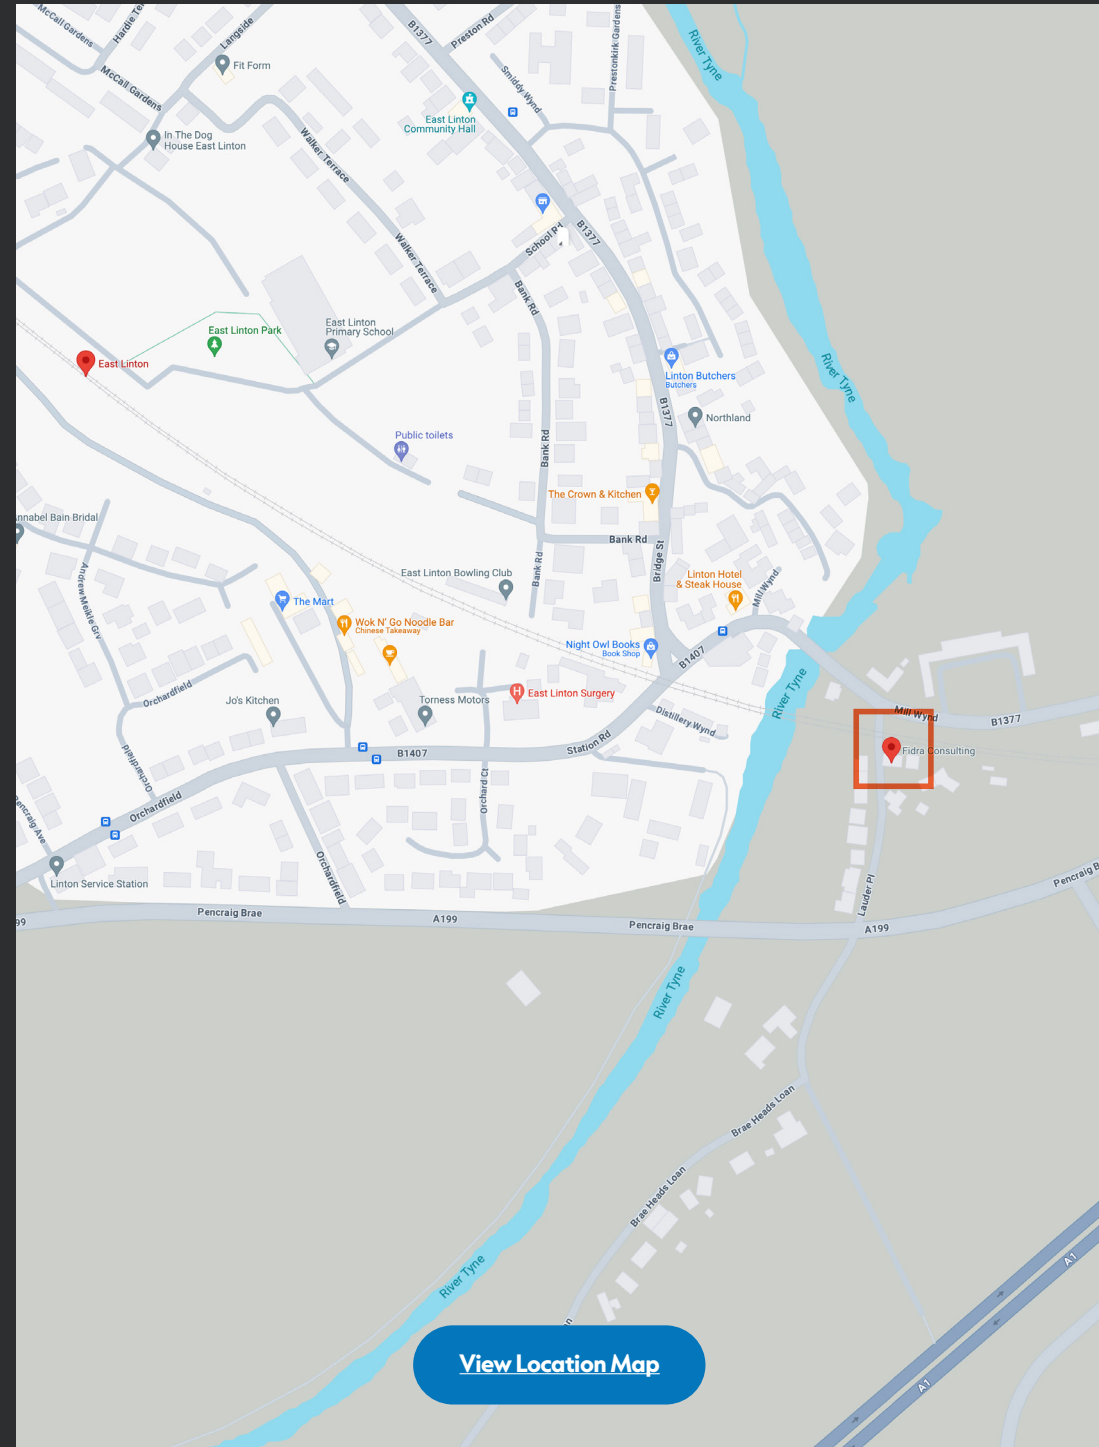 McCall Gardens
Langside
B1377
Preston Rd
Prestonkirk Gardens
River Tyne
Fit Form
McCall Gardens
Smiddy Wynd
East Linton
Community Hall
In The Dog
House East Linton
Walker Terrace
School Rd
B1377
Walker Terrace
Bank Rd
East Linton Park
East Linton
Primary School
East Linton
River Tyne
Linton Butchers
Butchers
B1377
Northland
Public toilets
Bank Rd
The Crown & Kitchen
nnabel Bain Bridal
Bank Rd
Bridge St
Bank Rd
East Linton Bowling Club
Linton Hotel
& Steak House
Mill Wynd
Andrew Meikle Grv
The Mart
Wok N' Go Noodle Bar
Chinese Takeaway
Night Owl Books
Book Shop
B1407
River Tyne
Orchardfield
Jo's Kitchen
Torness Motors
East Linton Surgery
Distillery Wynd
Mill Wynd
B1377
Station Rd
B1407
Fidra Consulting
Orchardfield
Orchard Ct
Orchardfield
Pencraig Ave
Orchardfield
Linton Service Station
Lauder Pl
Pencraig B
99
Pencraig Brae
A199
Pencraig Brae
A199
River Tyne
Brae Heads Loan
Brae Heads Loan
River Tyne
A1
A1
View Location Map